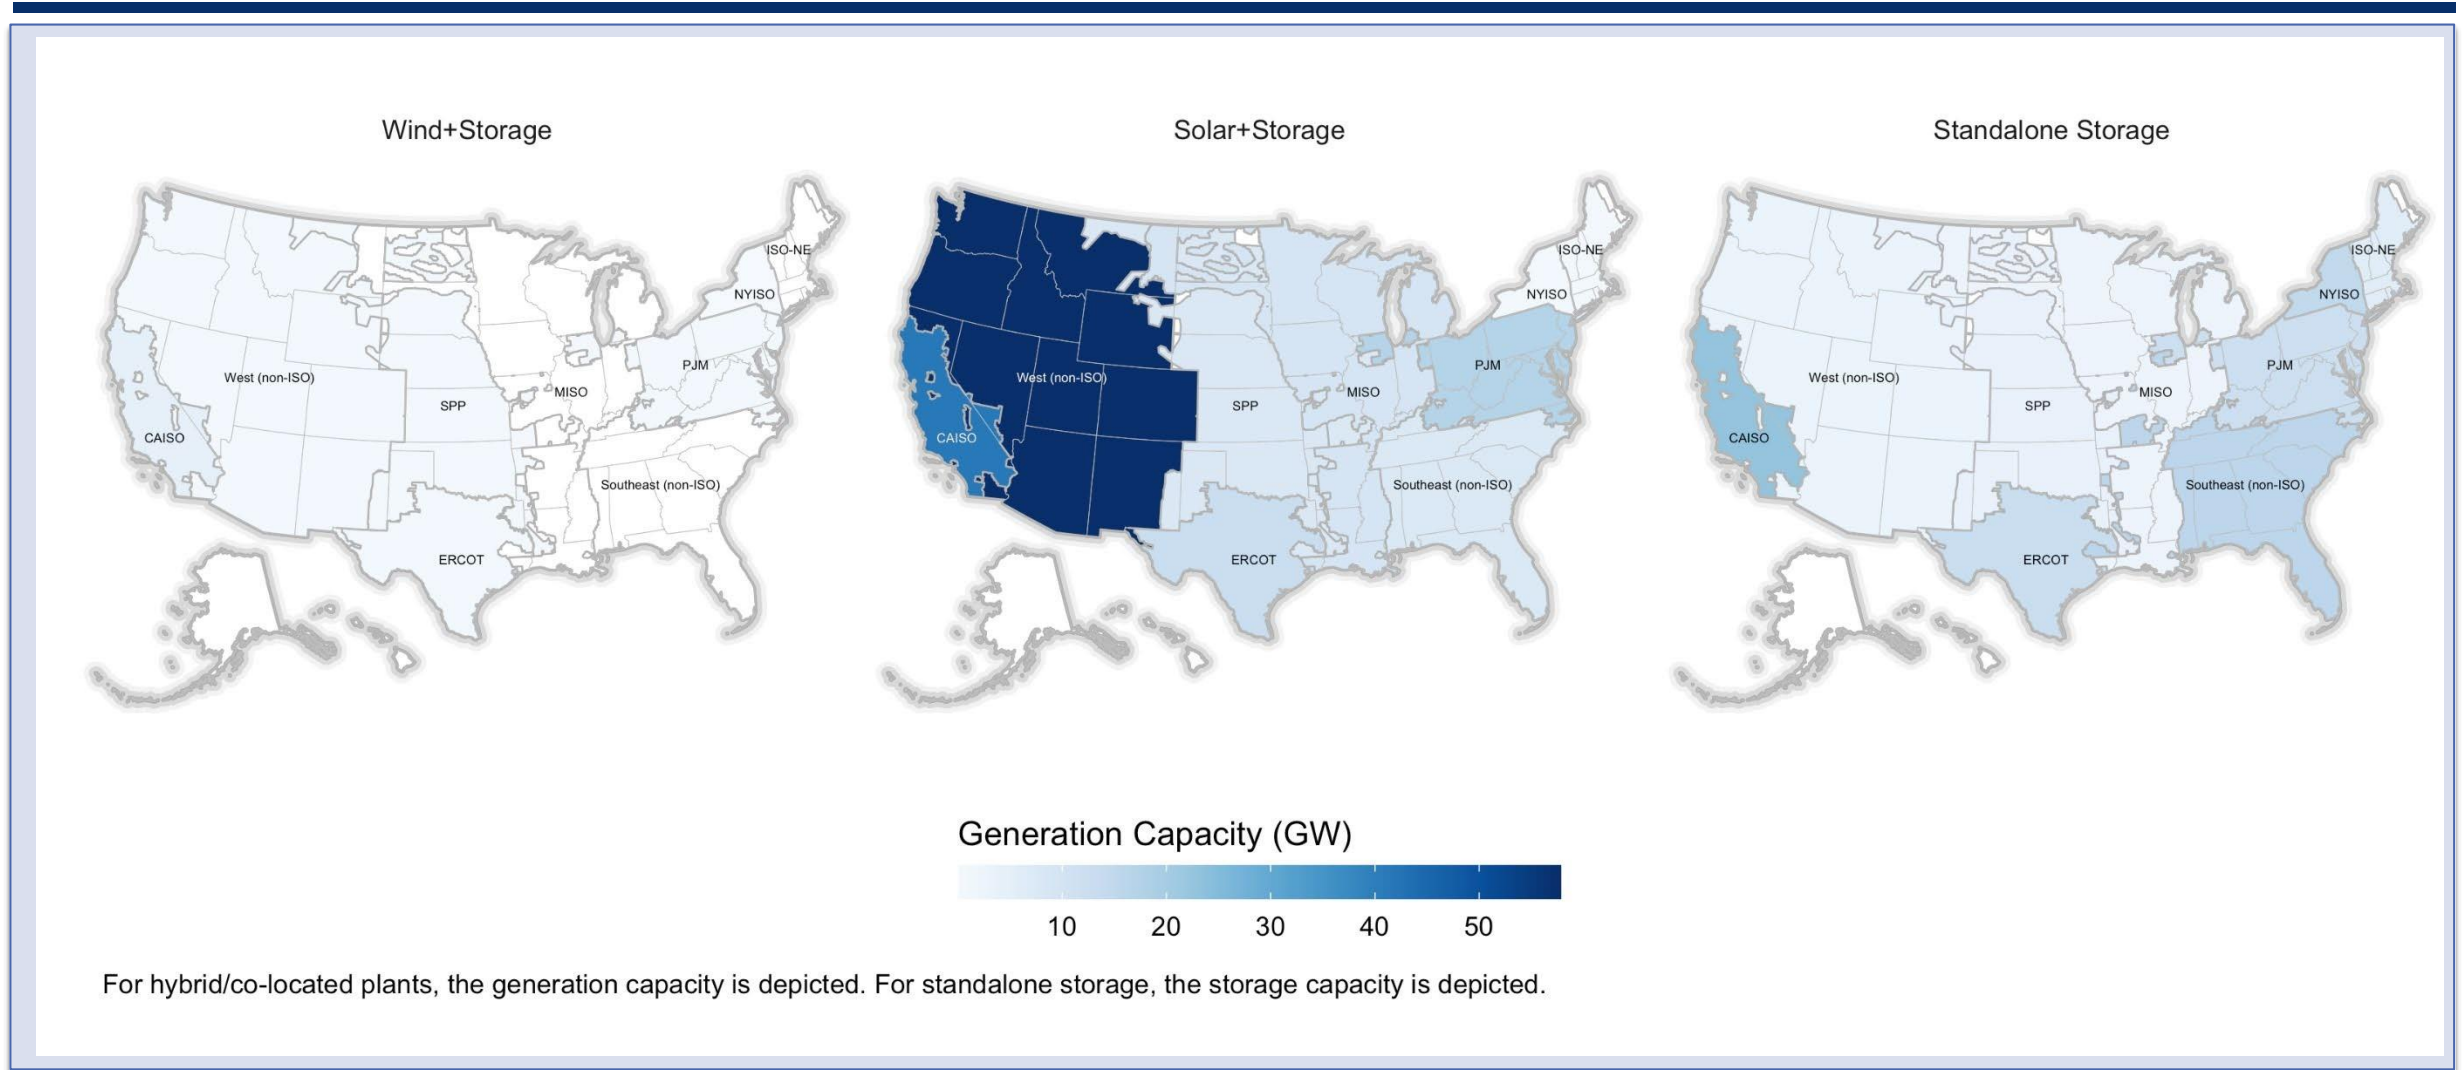 Wind+Storage
Solar+Storage
Standalone Storage
ISO-NE
NYISO
PJM
West (non-ISO)
MISO
SPP
CAISO
Southeast (non-ISO)
ERCOT
ISO-NE
NYISO
PJM
West (non-ISO)
MISO
SPP
CAISO
Southeast (non-ISO)
ERCOT
ISO-NE
NYISO
PJM
West (non-ISO)
MISO
SPP
CAISO
Southeast (non-ISO)
ERCOT
Generation Capacity (GW)
10 20 30 40 50
For hybrid/co-located plants, the generation capacity is depicted. For standalone storage, the storage capacity is depicted.